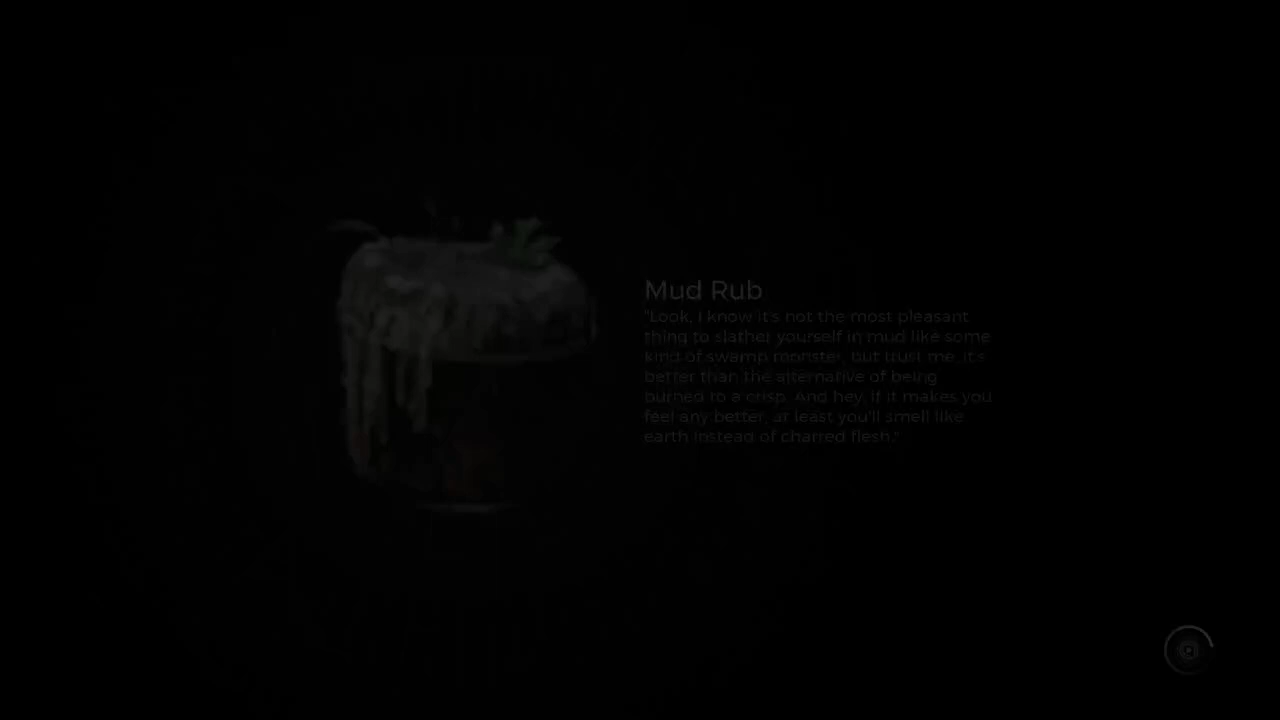 Mud Rub
"Look, I know it's not the most pleasant
thing to slather yourself in mud like some
kind of swamp monster, but trust me, it's
better than the alternative of being
burned to a crisp. And hey, if it makes you
feel any better, at least you'll smell like
earth instead of charred flesh."